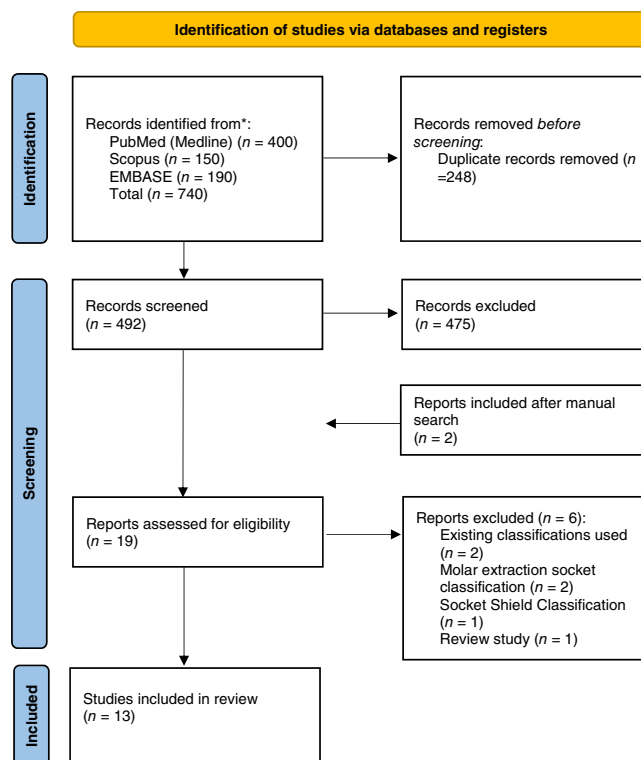 Identification of studies via databases and registers
Identification
Records identified from*:
PubMed (Medline) (n = 400)
Scopus (n = 150)
EMBASE (n = 190)
Total (n = 740)
Records removed before
screening:
Duplicate records removed (n
=248)
Screening
Records screened
(n = 492)
Records excluded
(n = 475)
Reports included after manual
search
(n = 2)
Reports assessed for eligibility
(n = 19)
Reports excluded (n = 6):
Existing classifications used
(n = 2)
Molar extraction socket
classification (n = 2)
Socket Shield Classification
(n = 1)
Review study (n = 1)
Included
Studies included in review
(n = 13)